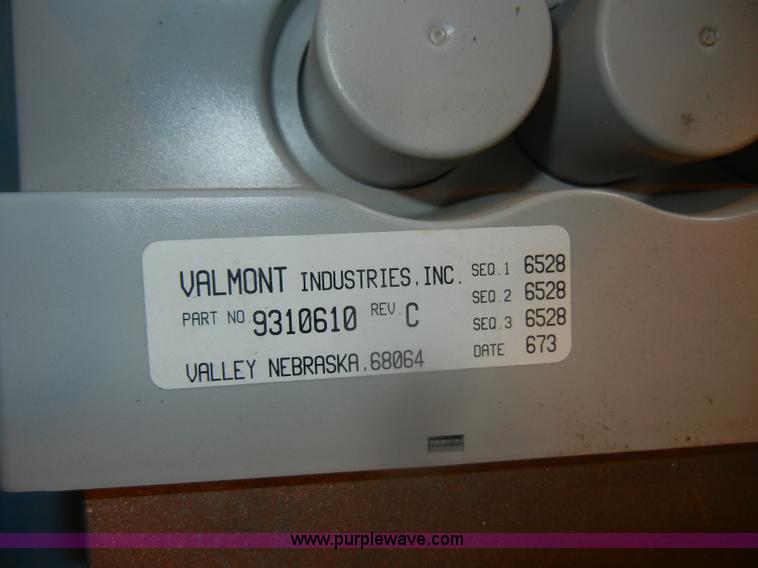 VALMONT INDUSTRIES, INC. SEQ.1 6528
SEQ.2 6528
PART NO. 9310610 REV. C SEQ.3 6528
DATE 673
VALLEY NEBRASKA, 68064
www.purplewave.com